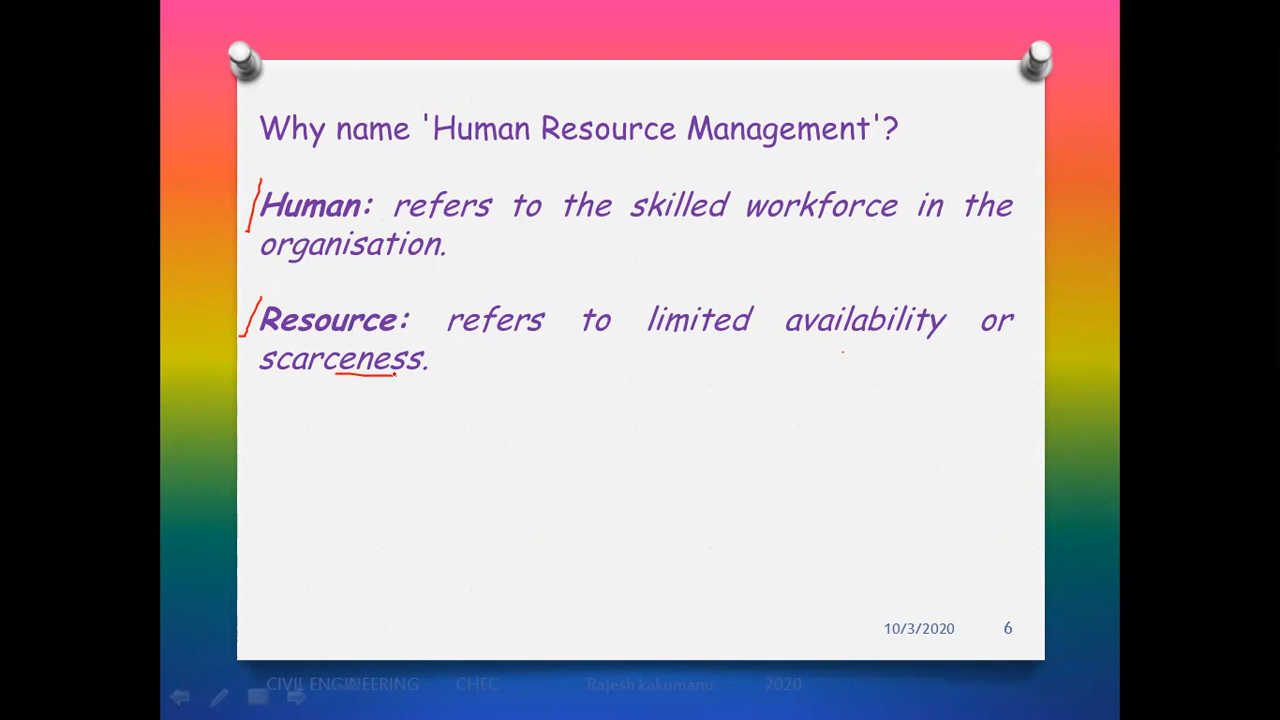 Why name 'Human Resource Management'?
Human: refers to the skilled workforce in the
organisation.
Resource: refers to limited availability or
scarceness.
10/3/2020 6
CIVIL ENGINEERING CHEC Rajesh kakumanu 2020